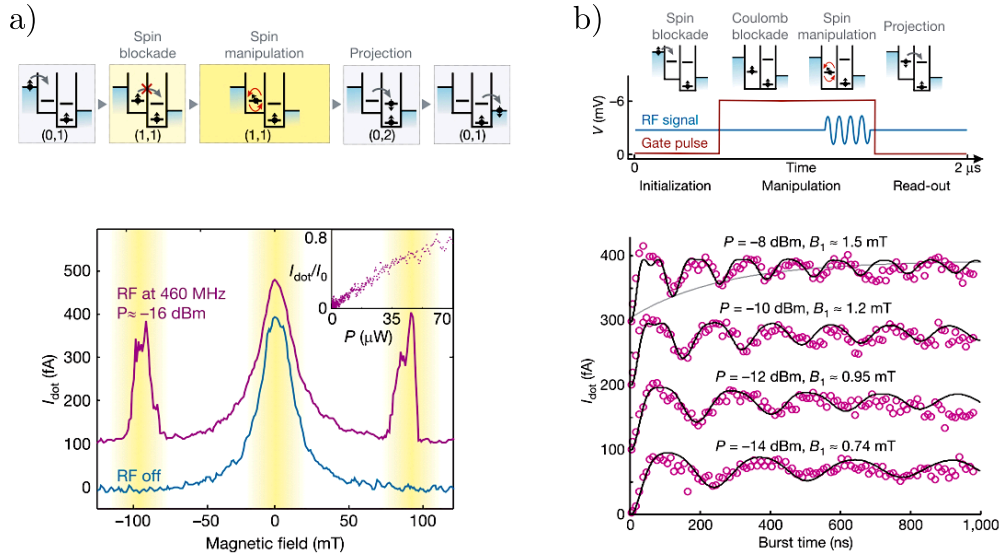 a)
Spin
blockade
Spin
manipulation
Projection
(0,1)
(1,1)
(1,1)
(0,2)
(0,1)
500
400
300
200
100
0
I_dot (fA)
RF at 460 MHz
P≈ –16 dBm
RF off
0.8
I_dot/I_0
0
0
35
70
P (μW)
−100
−50
0
50
100
Magnetic field (mT)
b)
Spin
blockade
Coulomb
blockade
Spin
manipulation
Projection
−6
V (mV)
0
RF signal
Gate pulse
0
Time
2 μs
Initialization
Manipulation
Read-out
400
300
200
100
0
I_dot (fA)
P = −8 dBm, B_1 ≈ 1.5 mT
P = −10 dBm, B_1 ≈ 1.2 mT
P = −12 dBm, B_1 ≈ 0.95 mT
P = −14 dBm, B_1 ≈ 0.74 mT
0
200
400
600
800
1,000
Burst time (ns)